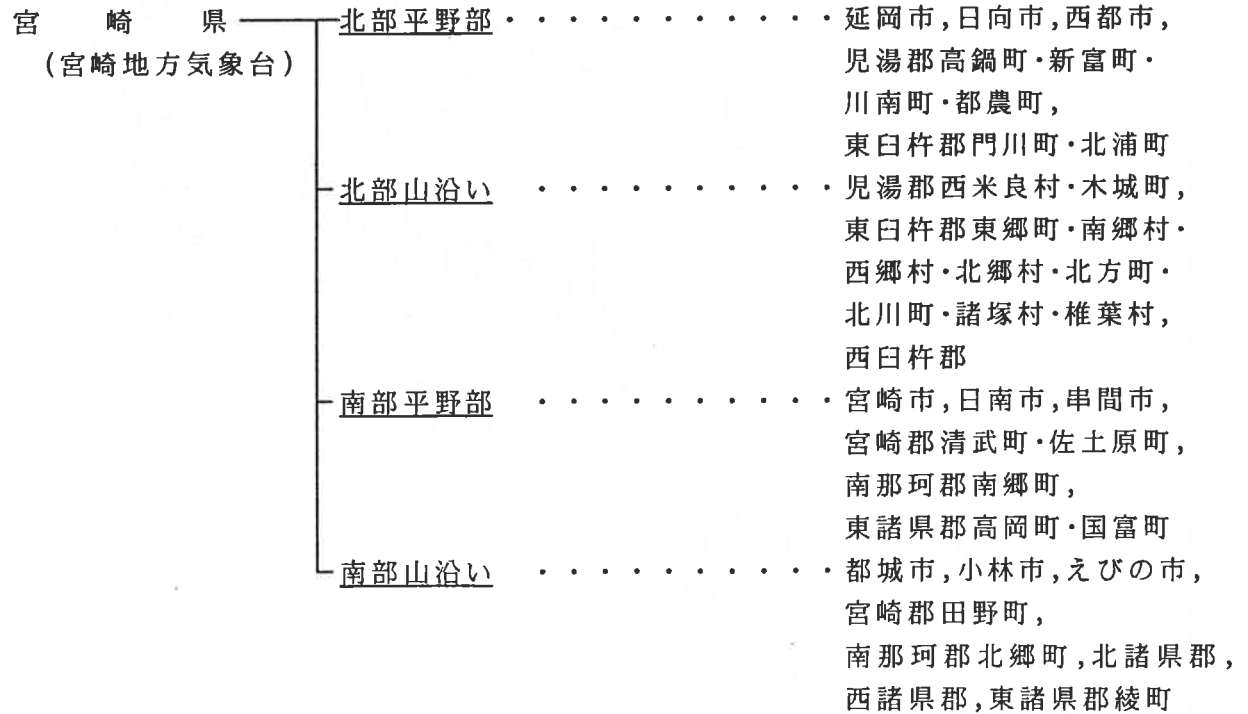 宮崎県 北部平野部・・・・・・・・・・・・延岡市,日向市,西都市,
(宮崎地方気象台) 児湯郡高鍋町・新富町・
川南町・都農町,
東臼杵郡門川町・北浦町
北部山沿い ・・・・・・・・・・児湯郡西米良村・木城町,
東臼杵郡東郷町・南郷村・
西郷村・北郷村・北方町・
北川町・諸塚村・椎葉村,
西臼杵郡
南部平野部 ・・・・・・・・・・宮崎市,日南市,串間市,
宮崎郡清武町・佐土原町,
南那珂郡南郷町,
東諸県郡高岡町・国富町
南部山沿い ・・・・・・・・・・都城市,小林市,えびの市,
宮崎郡田野町,
南那珂郡北郷町,北諸県郡,
西諸県郡,東諸県郡綾町